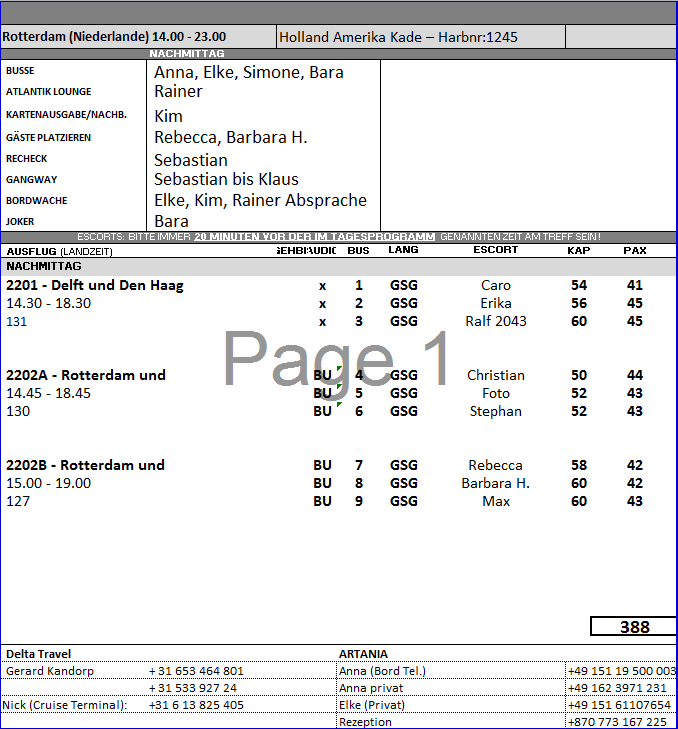 Rotterdam (Niederlande) 14.00 - 23.00 Holland Amerika Kade – Harbnr:1245
NACHMITTAG
BUSSE Anna, Elke, Simone, Bara
ATLANTIK LOUNGE Rainer
KARTENAUSGABE/NACHB. Kim
GÄSTE PLATZIEREN Rebecca, Barbara H.
RECHECK Sebastian
GANGWAY Sebastian bis Klaus
BORDWACHE Elke, Kim, Rainer Absprache
JOKER Bara
ESCORTS: BITTE IMMER 20 MINUTEN VOR DER IM TAGESPROGRAMM GENANNTEN ZEIT AM TREFF SEIN!
AUSFLUG (LANDZEIT) BUS LANG ESCORT KAP PAX
NACHMITTAG
2201 - Delft und Den Haag x 1 GSG Caro 54 41
14.30 - 18.30 x 2 GSG Erika 56 45
131 x 3 GSG Ralf 2043 60 45
Page 1
2202A - Rotterdam und BU 4 GSG Christian 50 44
14.45 - 18.45 BU 5 GSG Foto 52 43
130 BU 6 GSG Stephan 52 43
2202B - Rotterdam und BU 7 GSG Rebecca 58 42
15.00 - 19.00 BU 8 GSG Barbara H. 60 42
127 BU 9 GSG Max 60 43
388
Delta Travel ARTANIA
Gerard Kandorp + 31 653 464 801 Anna (Bord Tel.) +49 151 19 500 003
+ 31 533 927 24 Anna privat +49 162 3971 231
Nick (Cruise Terminal): +31 6 13 825 405 Elke (Privat) +49 151 61107654
Rezeption +870 773 167 225